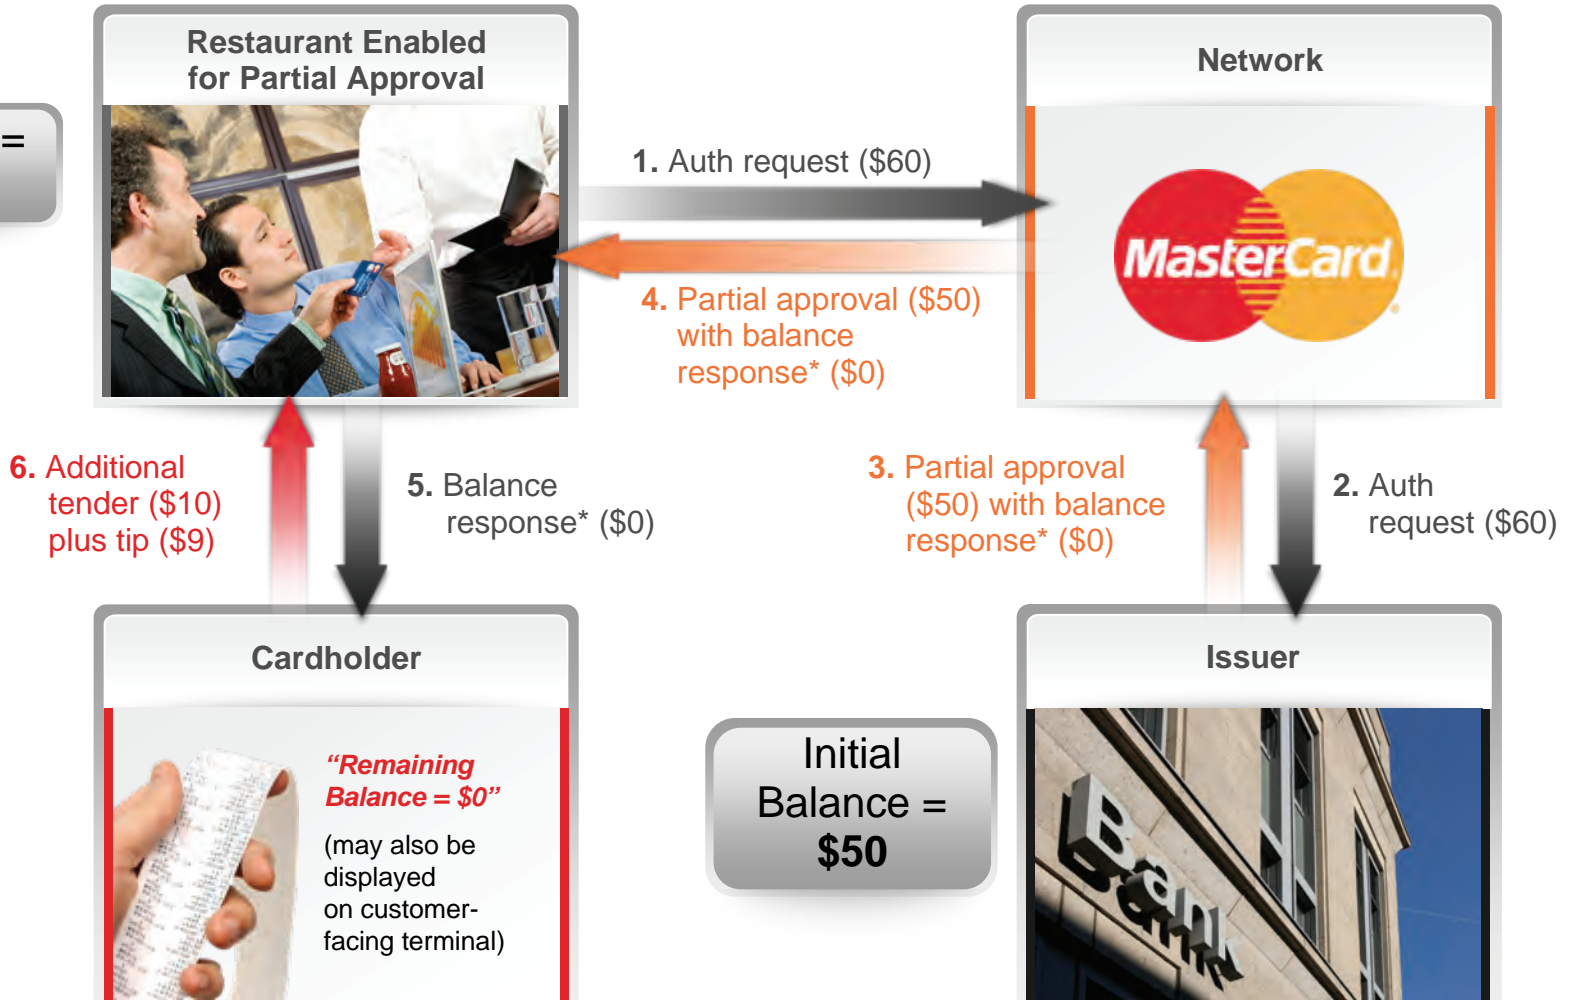 Restaurant Enabled
for Partial Approval
Network
=
1. Auth request ($60)
MasterCard
®
4. Partial approval ($50)
with balance
response* ($0)
6. Additional
tender ($10)
plus tip ($9)
5. Balance
response* ($0)
3. Partial approval
($50) with balance
response* ($0)
2. Auth
request ($60)
Cardholder
“Remaining
Balance = $0”
(may also be
displayed
on customer-
facing terminal)
Initial
Balance =
$50
Issuer
Bank